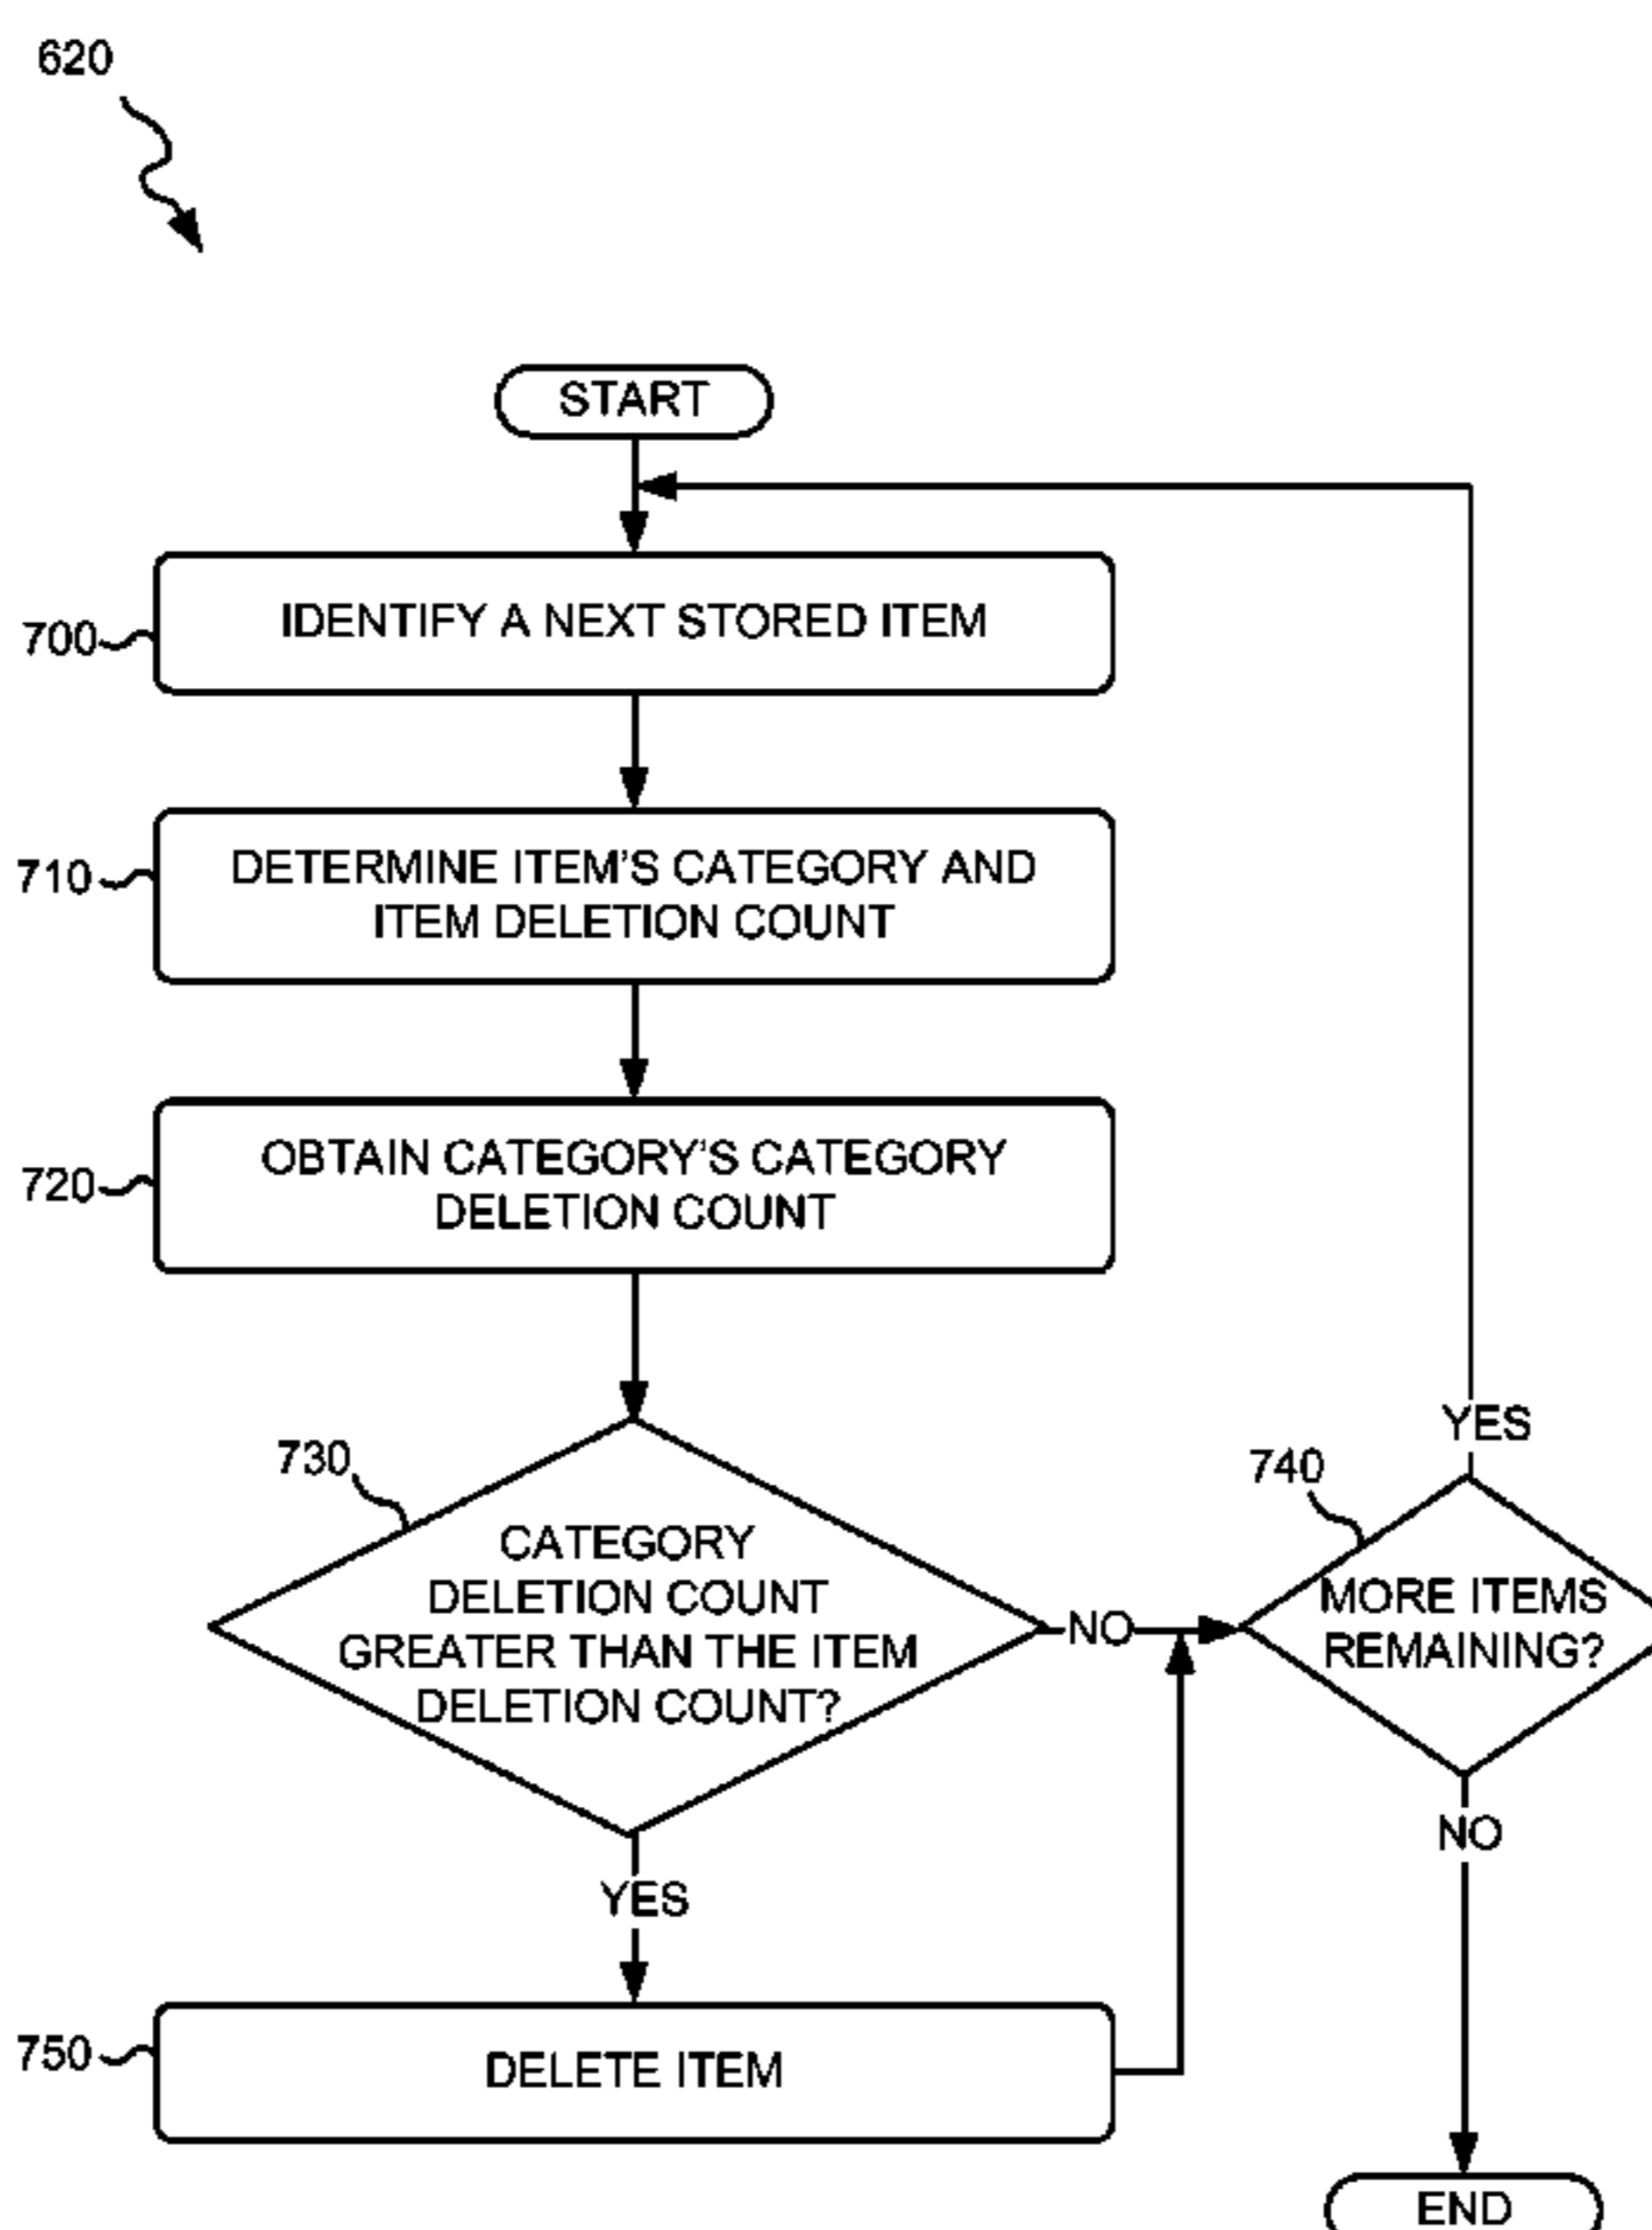 620
START
700
IDENTIFY A NEXT STORED ITEM
710
DETERMINE ITEM'S CATEGORY AND
ITEM DELETION COUNT
720
OBTAIN CATEGORY'S CATEGORY
DELETION COUNT
730
CATEGORY
DELETION COUNT
GREATER THAN THE ITEM
DELETION COUNT?
NO
YES
740
MORE ITEMS
REMAINING?
YES
NO
750
DELETE ITEM
END